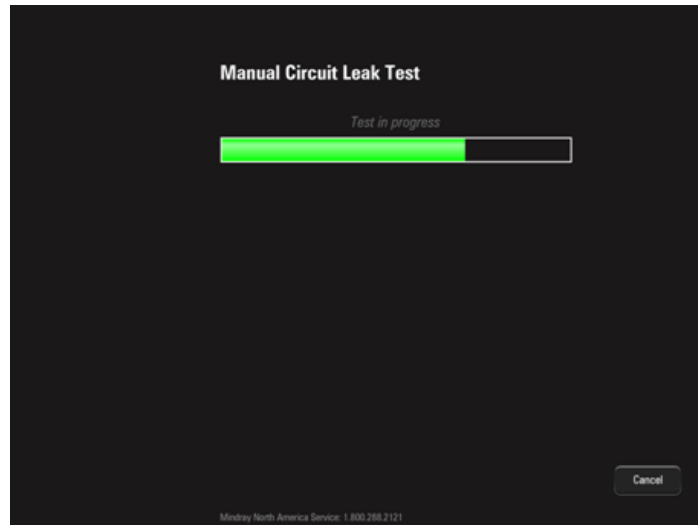 Manual Circuit Leak Test
Test in progress
Cancel
Mindray North America Service: 1.800.288.2121